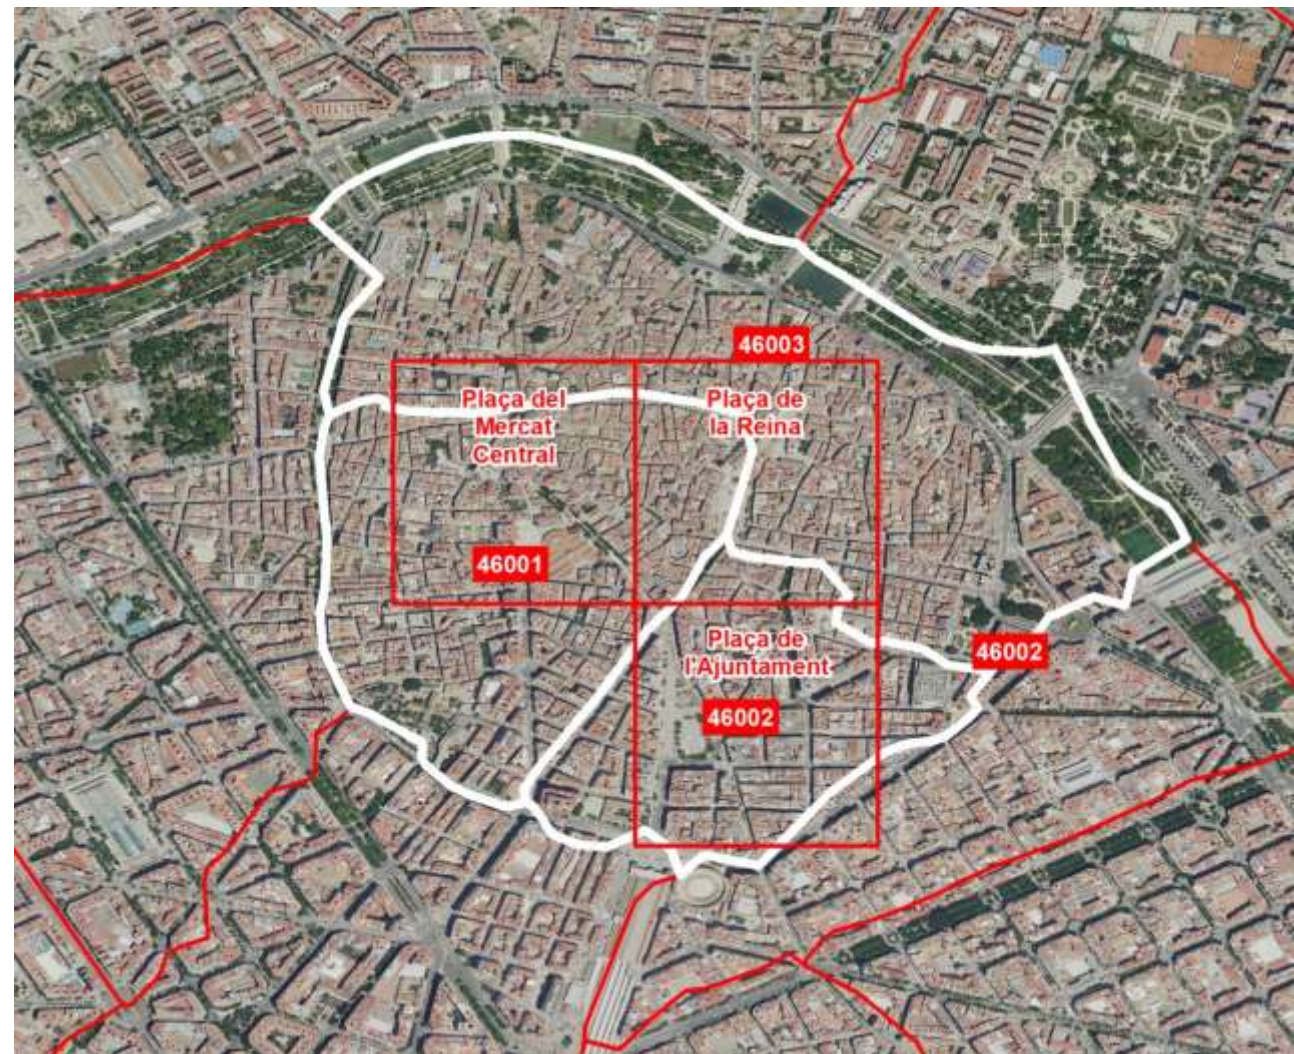 46003
Plaça del
Mercat
Central
Plaça de
la Reina
46001
Plaça de
l'Ajuntament
46002
46002